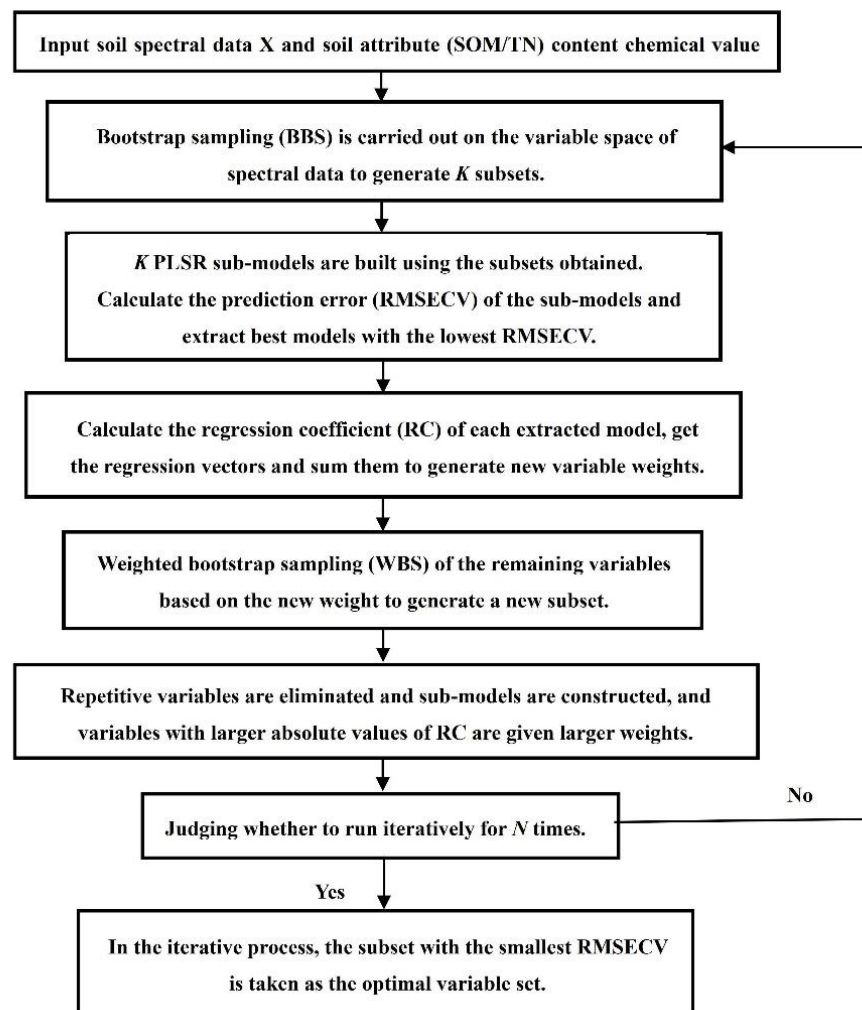 Input soil spectral data X and soil attribute (SOM/TN) content chemical value
Bootstrap sampling (BBS) is carried out on the variable space of
spectral data to generate K subsets.
K PLSR sub-models are built using the subsets obtained.
Calculate the prediction error (RMSECV) of the sub-models and
extract best models with the lowest RMSECV.
Calculate the regression coefficient (RC) of each extracted model, get
the regression vectors and sum them to generate new variable weights.
Weighted bootstrap sampling (WBS) of the remaining variables
based on the new weight to generate a new subset.
Repetitive variables are eliminated and sub-models are constructed, and
variables with larger absolute values of RC are given larger weights.
Judging whether to run iteratively for N times.
No
Yes
In the iterative process, the subset with the smallest RMSECV
is taken as the optimal variable set.